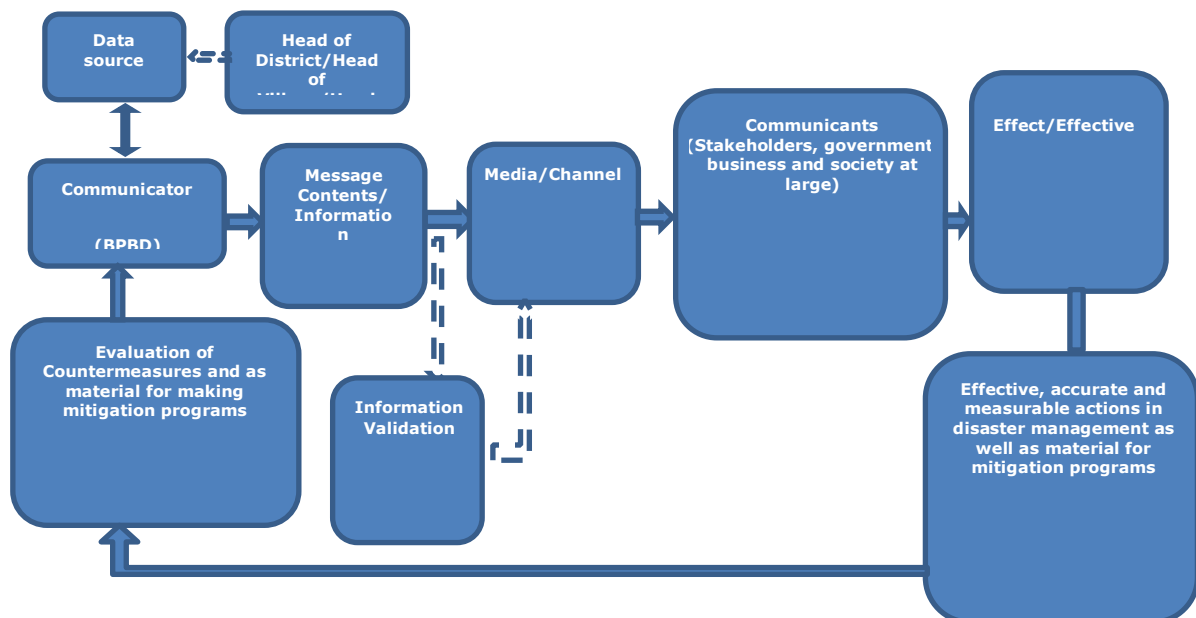 Data
source
Head of
District/Head
of
Communicator
(BPBD)
Message
Contents/
Informatio
n
Media/Channel
Communicants
(Stakeholders, government
business and society at
large)
Effect/Effective
Evaluation of
Countermeasures and as
material for making
mitigation programs
Information
Validation
Effective, accurate and
measurable actions in
disaster management as
well as material for
mitigation programs